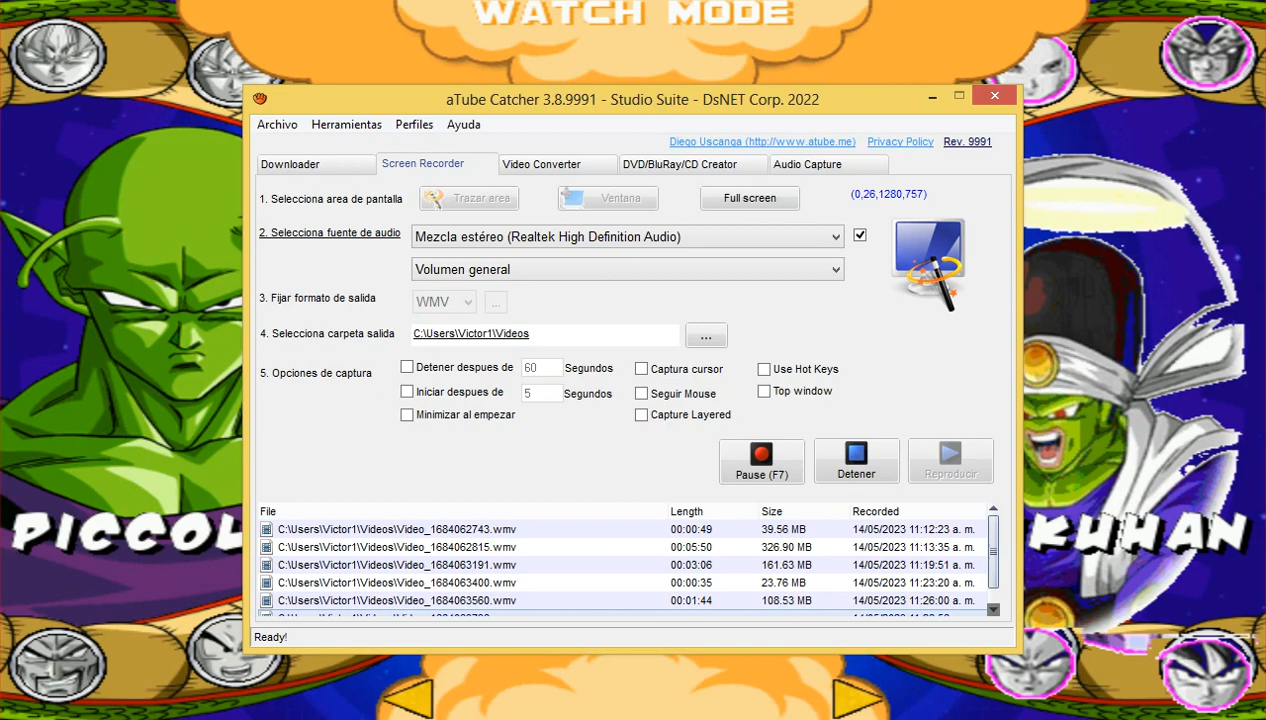 WATCH MODE
aTube Catcher 3.8.9991 - Studio Suite - DsNET Corp. 2022
Archivo Herramientas Perfiles Ayuda
Diego Uscanga (http://www.atube.me) Privacy Policy Rev. 9991
Downloader Screen Recorder Video Converter DVD/BluRay/CD Creator Audio Capture
1. Selecciona area de pantalla Trazar area Ventana Full screen (0,26,1280,757)
2. Selecciona fuente de audio Mezcla estéreo (Realtek High Definition Audio)
Volumen general
3. Fijar formato de salida WMV ...
4. Selecciona carpeta salida C:\Users\Victor1\Videos ...
5. Opciones de captura
Detener despues de 60 Segundos Captura cursor Use Hot Keys
Iniciar despues de 5 Segundos Seguir Mouse Top window
Minimizar al empezar Capture Layered
Pause (F7) Detener Reproducir
File Length Size Recorded
C:\Users\Victor1\Videos\Video_1684062743.wmv 00:00:49 39.56 MB 14/05/2023 11:12:23 a. m.
C:\Users\Victor1\Videos\Video_1684062815.wmv 00:05:50 326.90 MB 14/05/2023 11:13:35 a. m.
C:\Users\Victor1\Videos\Video_1684063191.wmv 00:03:06 161.63 MB 14/05/2023 11:19:51 a. m.
C:\Users\Victor1\Videos\Video_1684063400.wmv 00:00:35 23.76 MB 14/05/2023 11:23:20 a. m.
C:\Users\Victor1\Videos\Video_1684063560.wmv 00:01:44 108.53 MB 14/05/2023 11:26:00 a. m.
Ready!
PICCOL
KUHAN